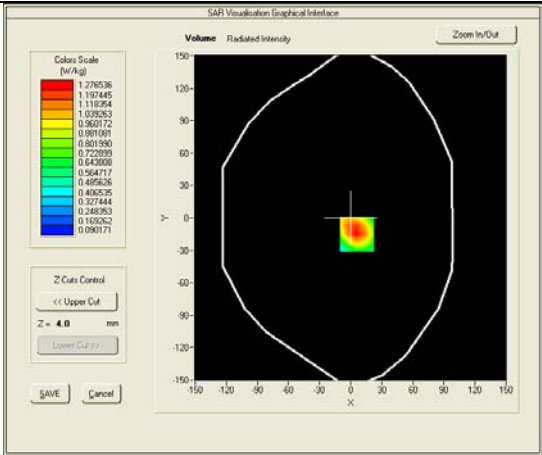 SAR Visualisation Graphical Interface
Volume Radiated Intensity
Zoom In/Out
Colors Scale
(W/kg)
1.276536
1.197445
1.118354
1.039263
0.960172
0.881081
0.801990
0.722899
0.643808
0.564717
0.485626
0.406535
0.327444
0.248353
0.169262
0.090171
Z-Cuts Control
<< Upper Cut
Z = 4.0 mm
Lower Cut >>
SAVE
Cancel
150-
120-
90-
60-
30-
0-
-30-
-60-
-90-
-120-
-150-
Y
-150 -120 -90 -60 -30 0 30 60 90 120 150
X